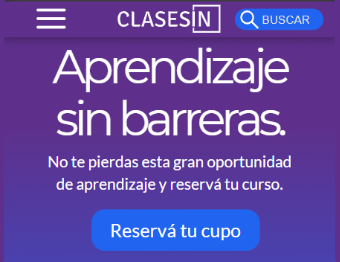 CLASESIN
BUSCAR
Aprendizaje
sin barreras.
No te pierdas esta gran oportunidad
de aprendizaje y reservá tu curso.
Reservá tu cupo